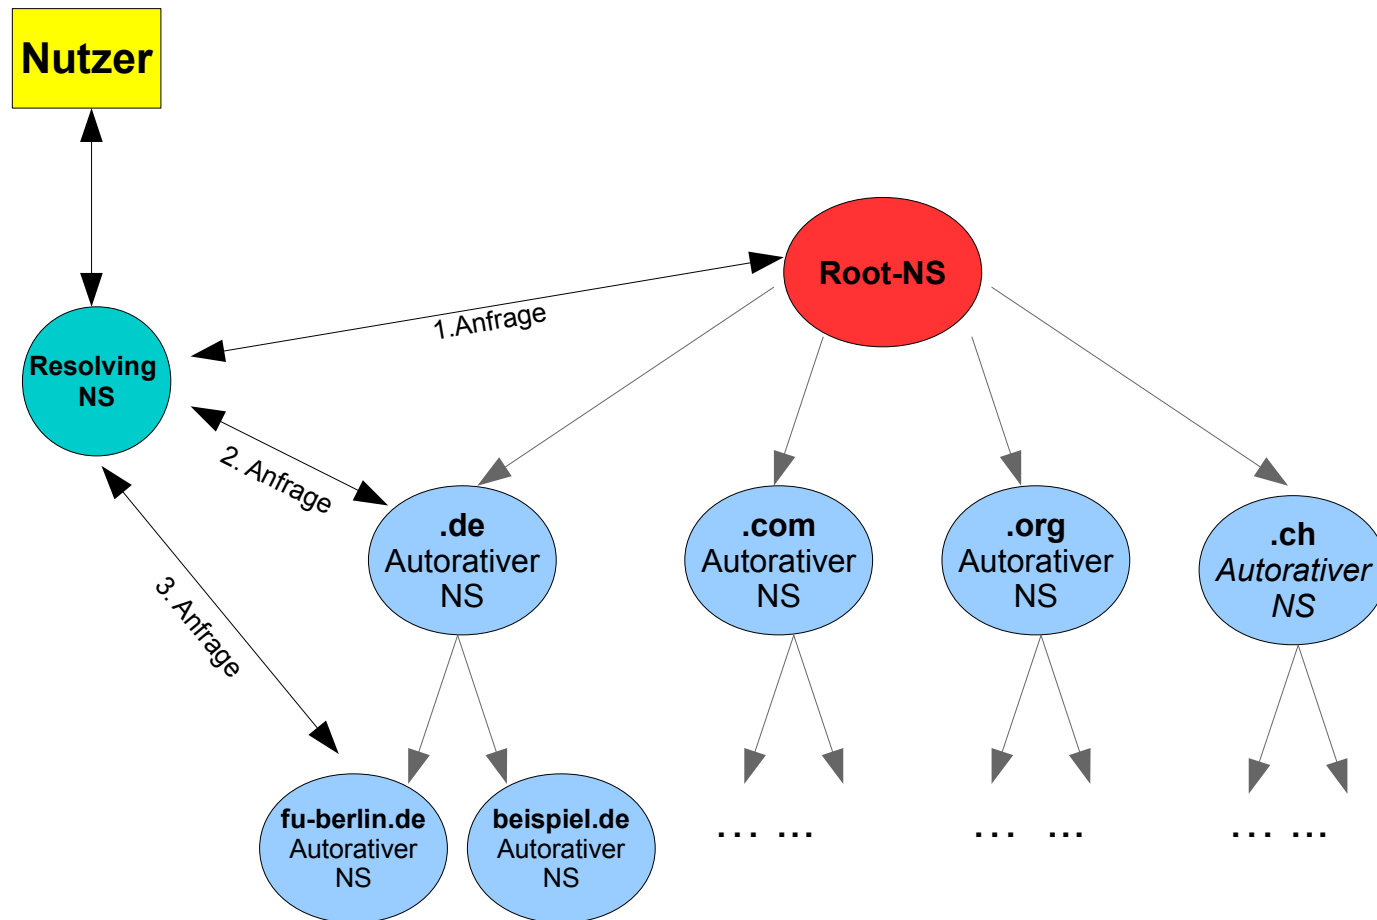 Nutzer
Root-NS
1.Anfrage
Resolving
NS
2. Anfrage
3. Anfrage
.de
Autorativer
NS
.com
Autorativer
NS
.org
Autorativer
NS
.ch
Autorativer
NS
fu-berlin.de
Autorativer
NS
beispiel.de
Autorativer
NS
... ...
... ...
... ...